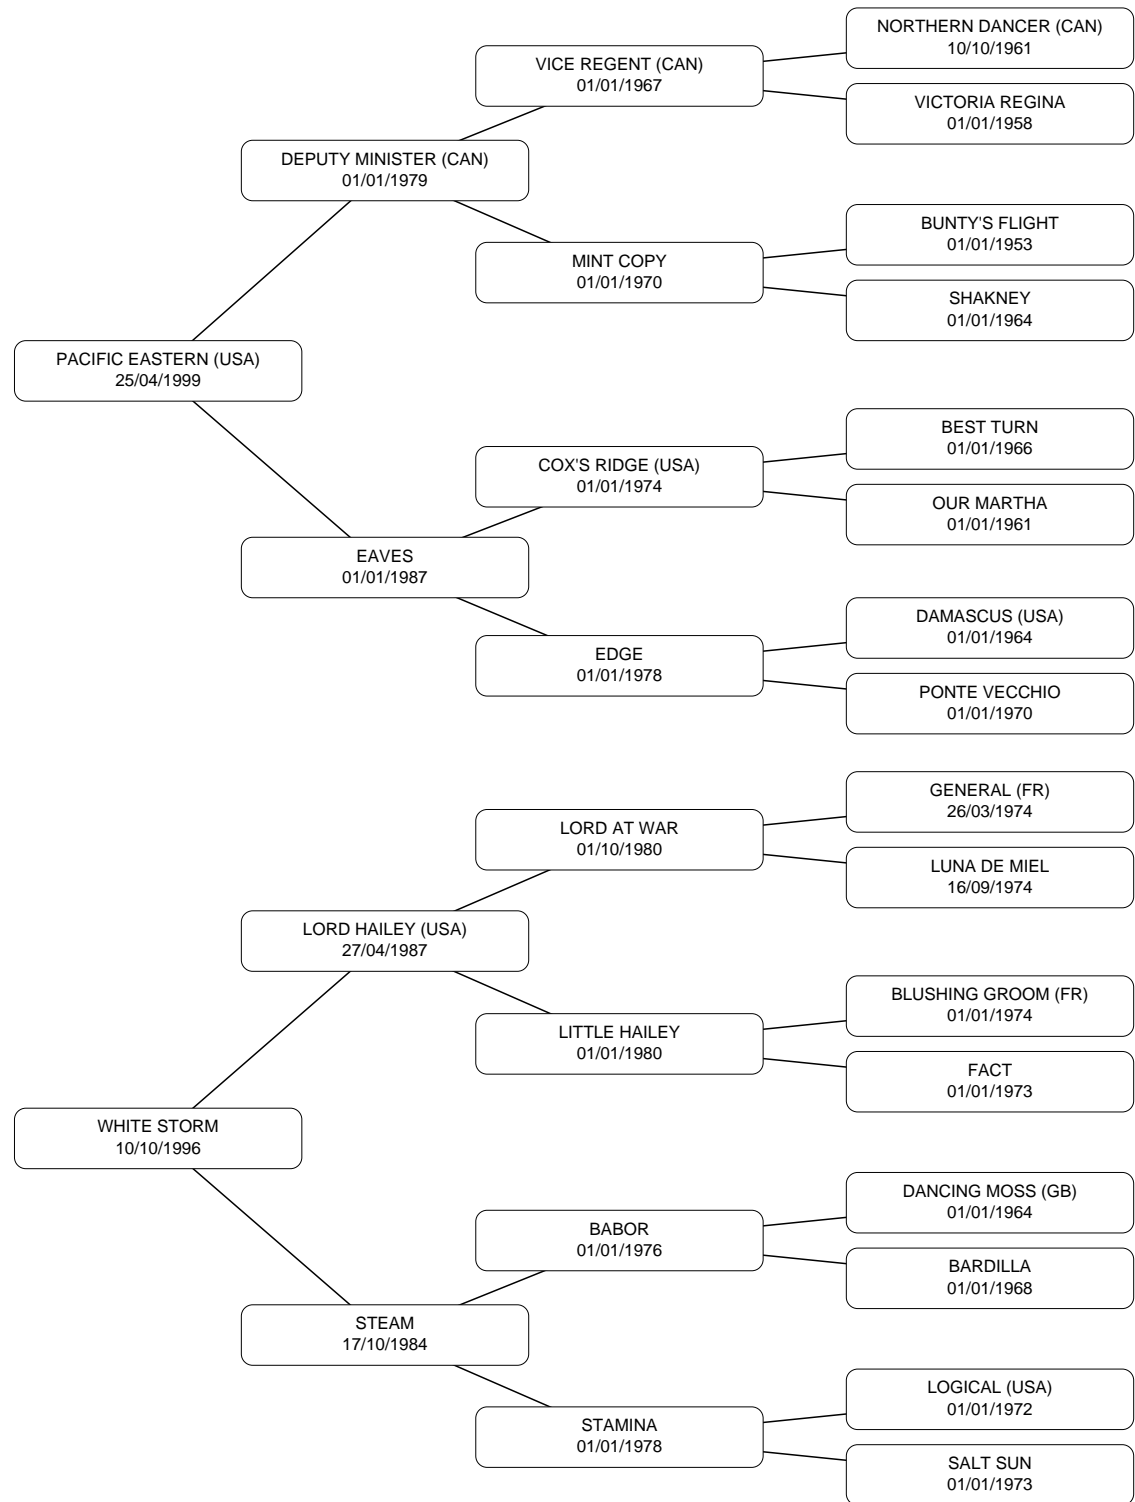 NORTHERN DANCER (CAN)
10/10/1961
VICE REGENT (CAN)
01/01/1967
VICTORIA REGINA
01/01/1958
DEPUTY MINISTER (CAN)
01/01/1979
BUNTY'S FLIGHT
01/01/1953
MINT COPY
01/01/1970
SHAKNEY
01/01/1964
PACIFIC EASTERN (USA)
25/04/1999
BEST TURN
01/01/1966
COX'S RIDGE (USA)
01/01/1974
OUR MARTHA
01/01/1961
EAVES
01/01/1987
DAMASCUS (USA)
01/01/1964
EDGE
01/01/1978
PONTE VECCHIO
01/01/1970
GENERAL (FR)
26/03/1974
LORD AT WAR
01/10/1980
LUNA DE MIEL
16/09/1974
LORD HAILEY (USA)
27/04/1987
BLUSHING GROOM (FR)
01/01/1974
LITTLE HAILEY
01/01/1980
FACT
01/01/1973
WHITE STORM
10/10/1996
DANCING MOSS (GB)
01/01/1964
BABOR
01/01/1976
BARDILLA
01/01/1968
STEAM
17/10/1984
LOGICAL (USA)
01/01/1972
STAMINA
01/01/1978
SALT SUN
01/01/1973